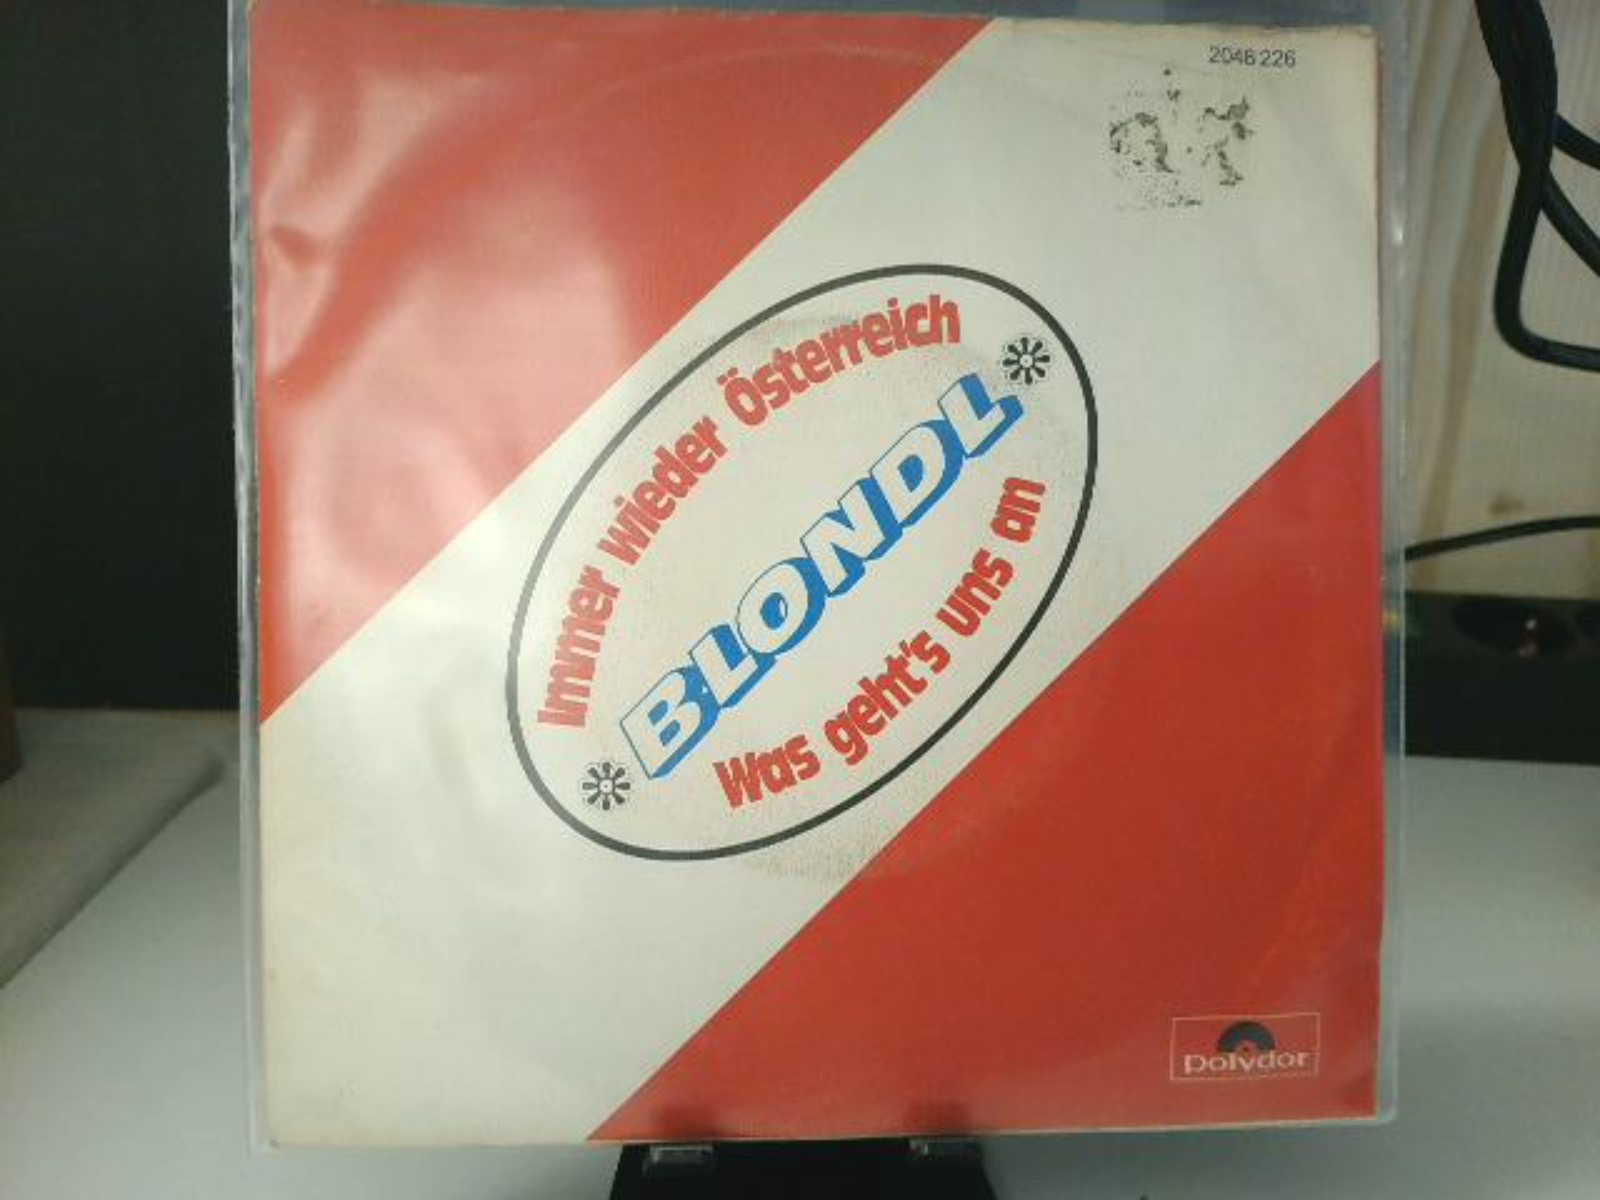 2046 226
Immer wieder Österreich
BLONDL
Was geht's uns an
polydor